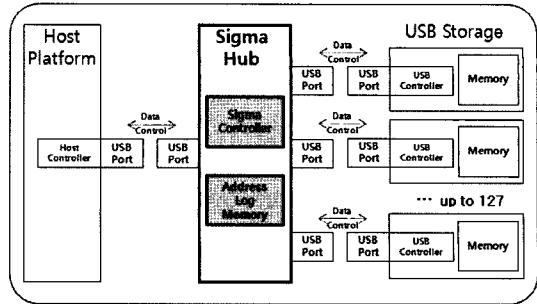 Host
Platform
Host
Controller
USB
Port
Data
Control
USB
Port
Sigma
Hub
Sigma
Controller
Address
Log
Memory
USB Storage
Data
Control
USB
Port
USB
Port
USB
Controller
Memory
Data
Control
USB
Port
USB
Port
USB
Controller
Memory
··· up to 127
Data
Control
USB
Port
USB
Port
USB
Controller
Memory